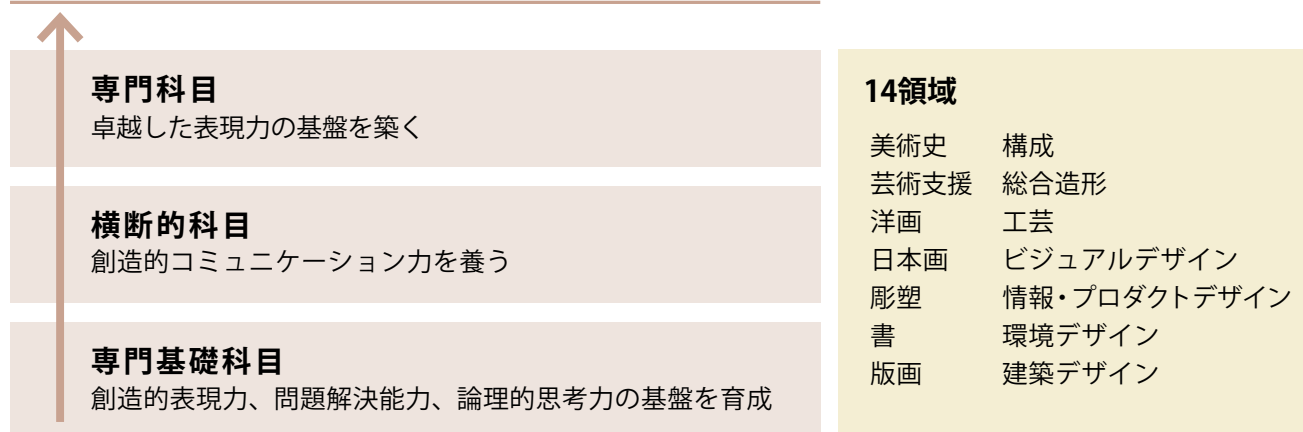 専門科目
卓越した表現力の基盤を築く
横断的科目
創造的コミュニケーション力を養う
専門基礎科目
創造的表現力、問題解決能力、論理的思考力の基盤を育成
14領域
美術史 構成
芸術支援 総合造形
洋画 工芸
日本画 ビジュアルデザイン
彫塑 情報・プロダクトデザイン
書 環境デザイン
版画 建築デザイン